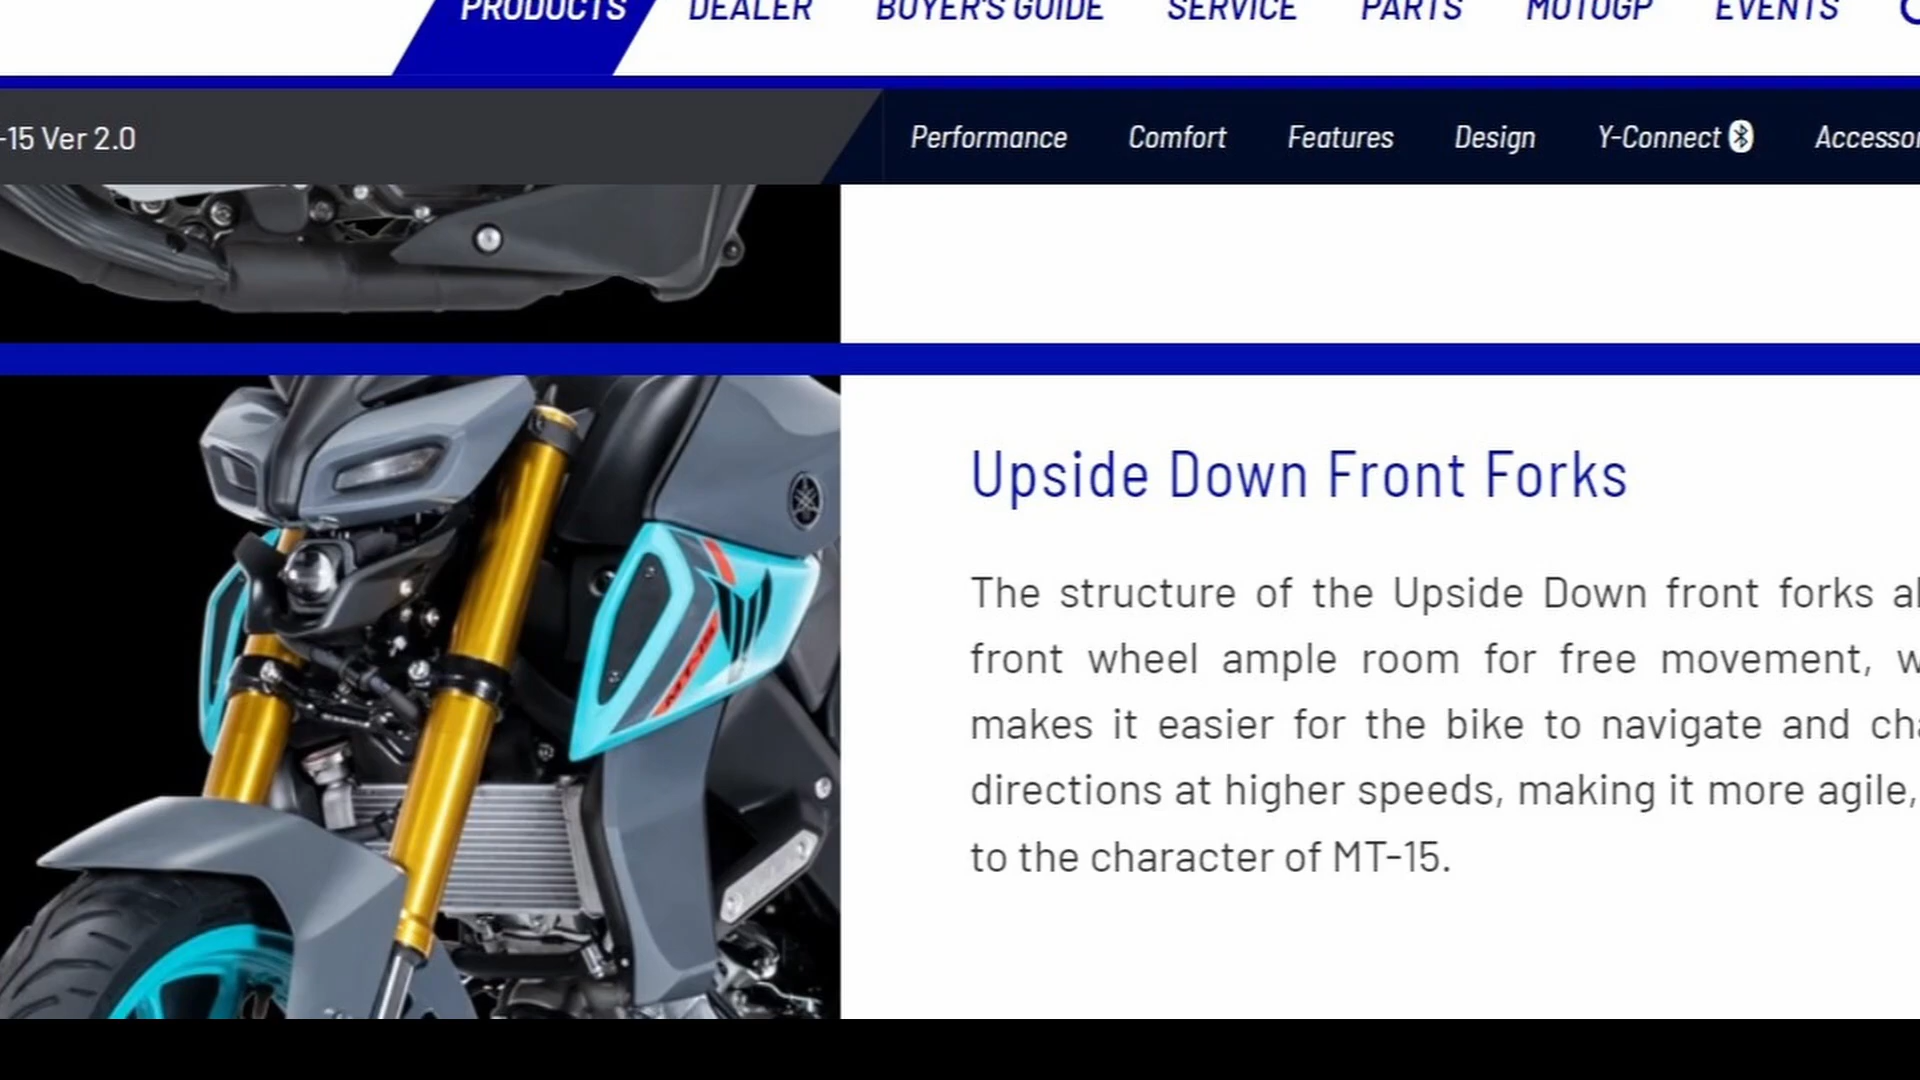 PRODUCTS DEALER BUYER'S GUIDE SERVICE PARTS MOTOGP EVENTS
-15 Ver 2.0
Performance Comfort Features Design Y-Connect Accessor
Upside Down Front Forks
The structure of the Upside Down front forks al
front wheel ample room for free movement, w
makes it easier for the bike to navigate and cha
directions at higher speeds, making it more agile,
to the character of MT-15.